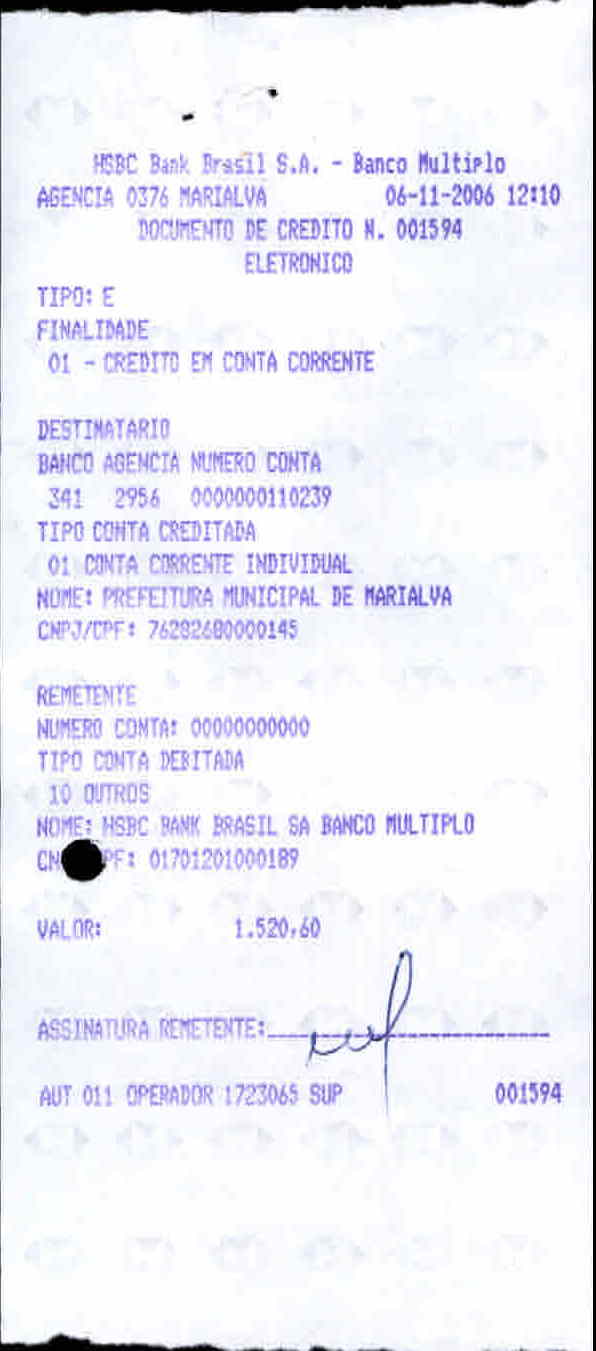 HSBC Bank Brasil S.A. - Banco Multiplo
AGENCIA 0376 MARIALVA 06-11-2006 12:10
DOCUMENTO DE CREDITO N. 001594
ELETRONICO
TIPO: E
FINALIDADE
01 - CREDITO EM CONTA CORRENTE
DESTINATARIO
BANCO AGENCIA NUMERO CONTA
341 2956 0000000110239
TIPO CONTA CREDITADA
01 CONTA CORRENTE INDIVIDUAL
NOME: PREFEITURA MUNICIPAL DE MARIALVA
CNPJ/CPF: 76282680000145
REMETENTE
NUMERO CONTA: 00000000000
TIPO CONTA DEBITADA
10 OUTROS
NOME: HSBC BANK BRASIL SA BANCO MULTIPLO
CN PF: 01701201000189
VALOR: 1.520,60
ASSINATURA REMETENTE:
AUT 011 OPERADOR 1723065 SUP 001594